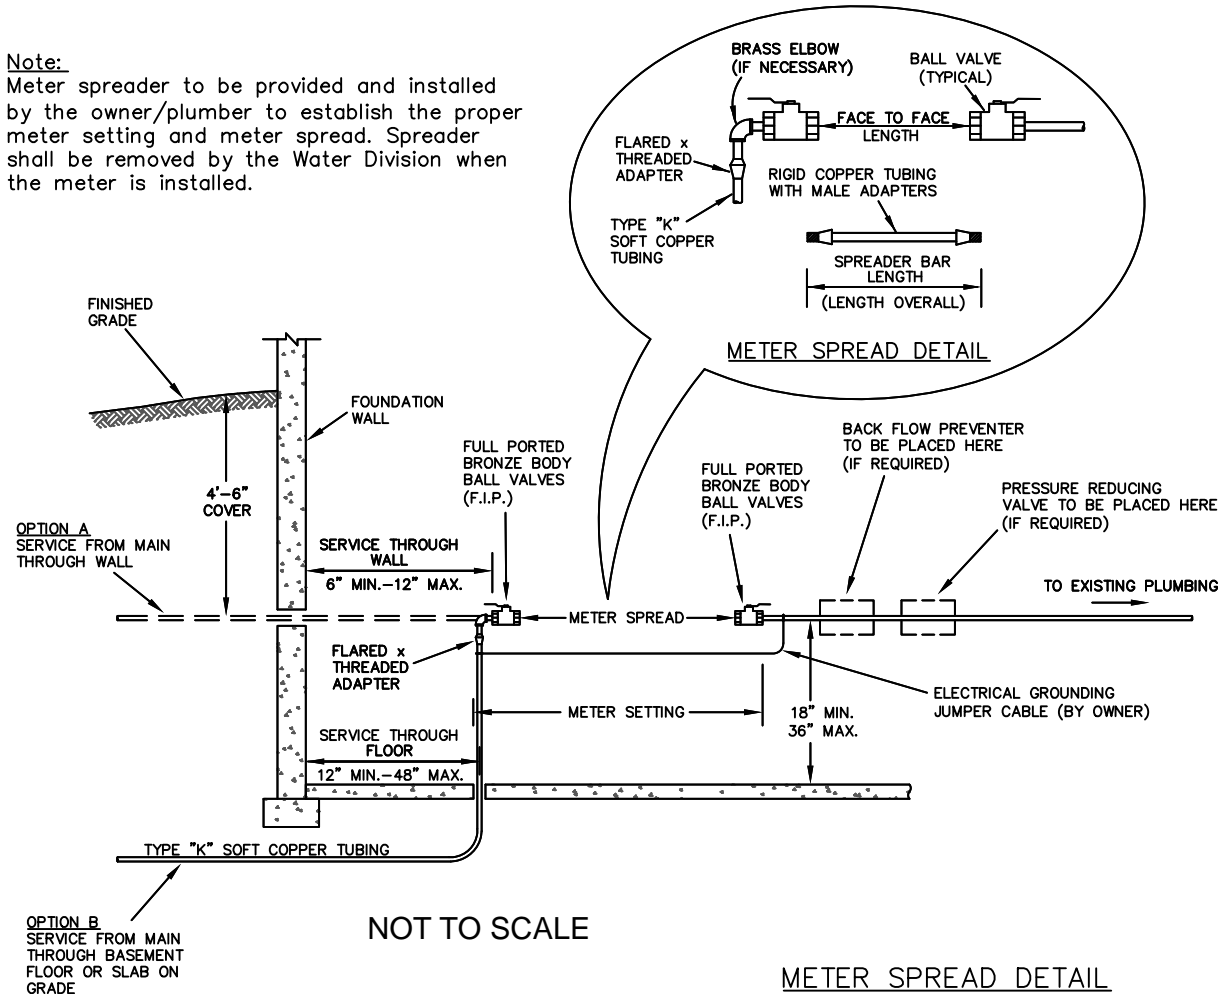 Note:
Meter spreader to be provided and installed
by the owner/plumber to establish the proper
meter setting and meter spread. Spreader
shall be removed by the Water Division when
the meter is installed.
BRASS ELBOW
(IF NECESSARY)
BALL VALVE
(TYPICAL)
FACE TO FACE
LENGTH
FLARED x
THREADED
ADAPTER
RIGID COPPER TUBING
WITH MALE ADAPTERS
TYPE "K"
SOFT COPPER
TUBING
SPREADER BAR
LENGTH
(LENGTH OVERALL)
METER SPREAD DETAIL
FINISHED
GRADE
FOUNDATION
WALL
4'-6"
COVER
OPTION A
SERVICE FROM MAIN
THROUGH WALL
FULL PORTED
BRONZE BODY
BALL VALVES
(F.I.P.)
FULL PORTED
BRONZE BODY
BALL VALVES
(F.I.P.)
BACK FLOW PREVENTER
TO BE PLACED HERE
(IF REQUIRED)
PRESSURE REDUCING
VALVE TO BE PLACED HERE
(IF REQUIRED)
SERVICE THROUGH
WALL
6" MIN.-12" MAX.
TO EXISTING PLUMBING
METER SPREAD
FLARED x
THREADED
ADAPTER
METER SETTING
18" MIN.
36" MAX.
ELECTRICAL GROUNDING
JUMPER CABLE (BY OWNER)
SERVICE THROUGH
FLOOR
12" MIN.-48" MAX.
TYPE "K" SOFT COPPER TUBING
OPTION B
SERVICE FROM MAIN
THROUGH BASEMENT
FLOOR OR SLAB ON
GRADE
NOT TO SCALE
METER SPREAD DETAIL